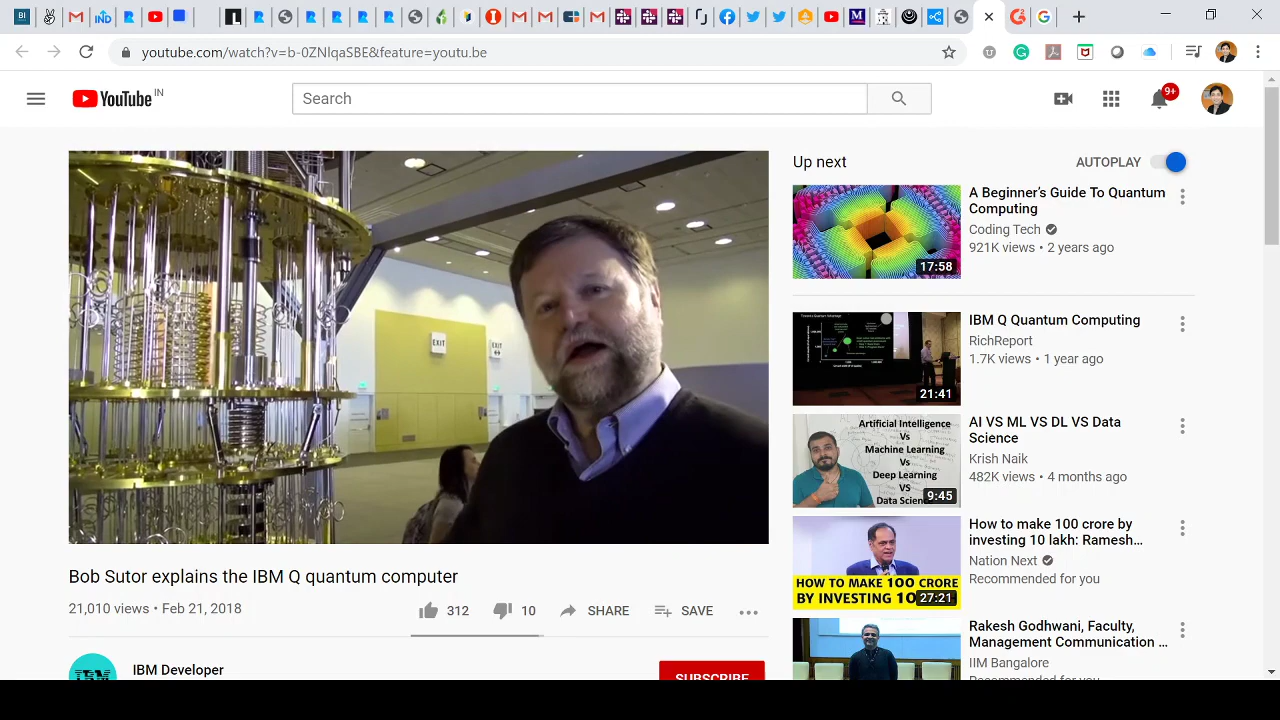 youtube.com/watch?v=b-0ZNlqaSBE&feature=youtu.be
YouTube IN
Search
9+
EXIT
EXIT
Bob Sutor explains the IBM Q quantum computer
21,010 views • Feb 21, 2018
312
10
SHARE
SAVE
IBM Developer
SUBSCRIBE
Up next
AUTOPLAY
17:58
A Beginner’s Guide To Quantum
Computing
Coding Tech
921K views • 2 years ago
21:41
IBM Q Quantum Computing
RichReport
1.7K views • 1 year ago
Artificial Intelligence
Vs
Machine Learning
Vs
Deep Learning
VS
Data Scienc
9:45
AI VS ML VS DL VS Data
Science
Krish Naik
482K views • 4 months ago
HOW TO MAKE 100 CRORE
BY INVESTING 10
27:21
How to make 100 crore by
investing 10 lakh: Ramesh...
Nation Next
Recommended for you
Rakesh Godhwani, Faculty,
Management Communication ...
IIM Bangalore
Recommended for you